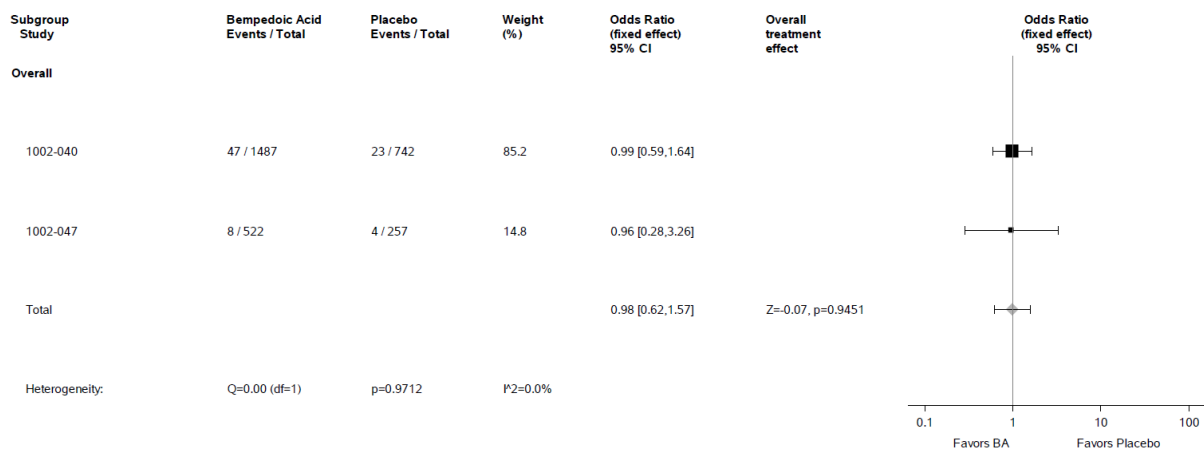 Subgroup Bempedoic Acid Placebo Weight Odds Ratio Overall Odds Ratio
Study Events / Total Events / Total (%) (fixed effect) treatment (fixed effect)
95% CI effect 95% CI
Overall
1002-040 47 / 1487 23 / 742 85.2 0.99 [0.59,1.64]
1002-047 8 / 522 4 / 257 14.8 0.96 [0.28,3.26]
Total 0.98 [0.62,1.57] Z=-0.07, p=0.9451
Heterogeneity: Q=0.00 (df=1) p=0.9712 I^2=0.0%
0.1 1 10 100
Favors BA Favors Placebo